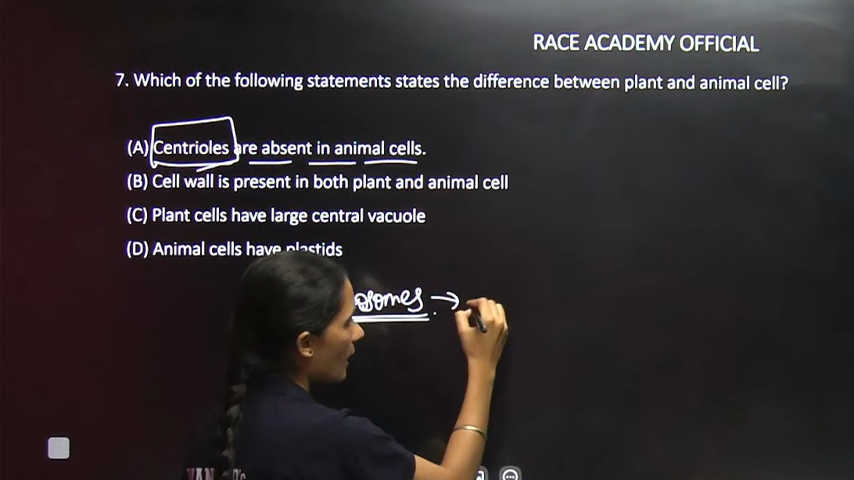 RACE ACADEMY OFFICIAL
7. Which of the following statements states the difference between plant and animal cell?
(A) Centrioles are absent in animal cells.
(B) Cell wall is present in both plant and animal cell
(C) Plant cells have large central vacuole
(D) Animal cells have plastids
→